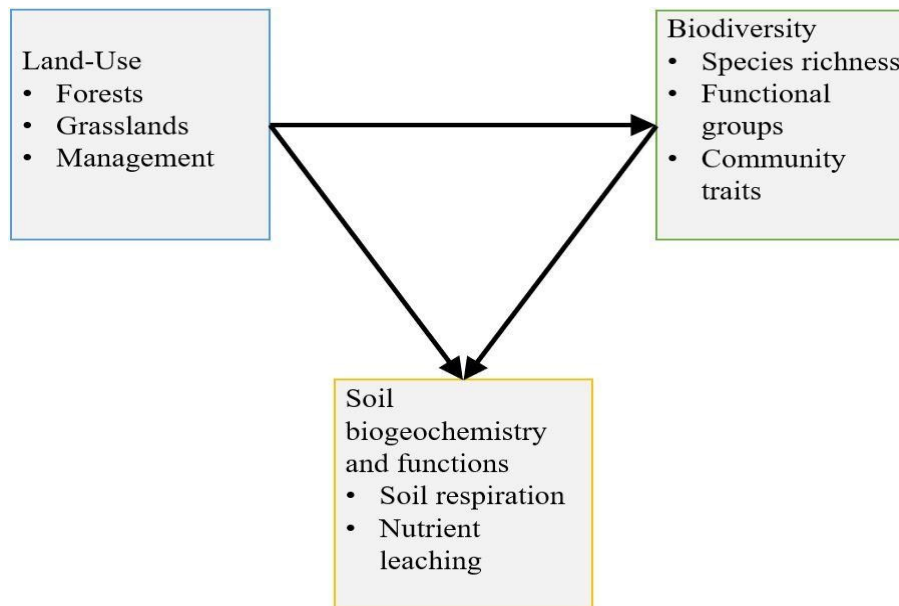 Land-Use
• Forests
• Grasslands
• Management
Biodiversity
• Species richness
• Functional
groups
• Community
traits
Soil
biogeochemistry
and functions
• Soil respiration
• Nutrient
leaching